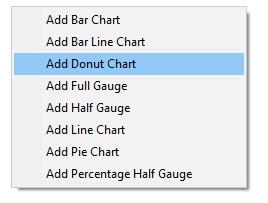 Add Bar Chart
Add Bar Line Chart
Add Donut Chart
Add Full Gauge
Add Half Gauge
Add Line Chart
Add Pie Chart
Add Percentage Half Gauge